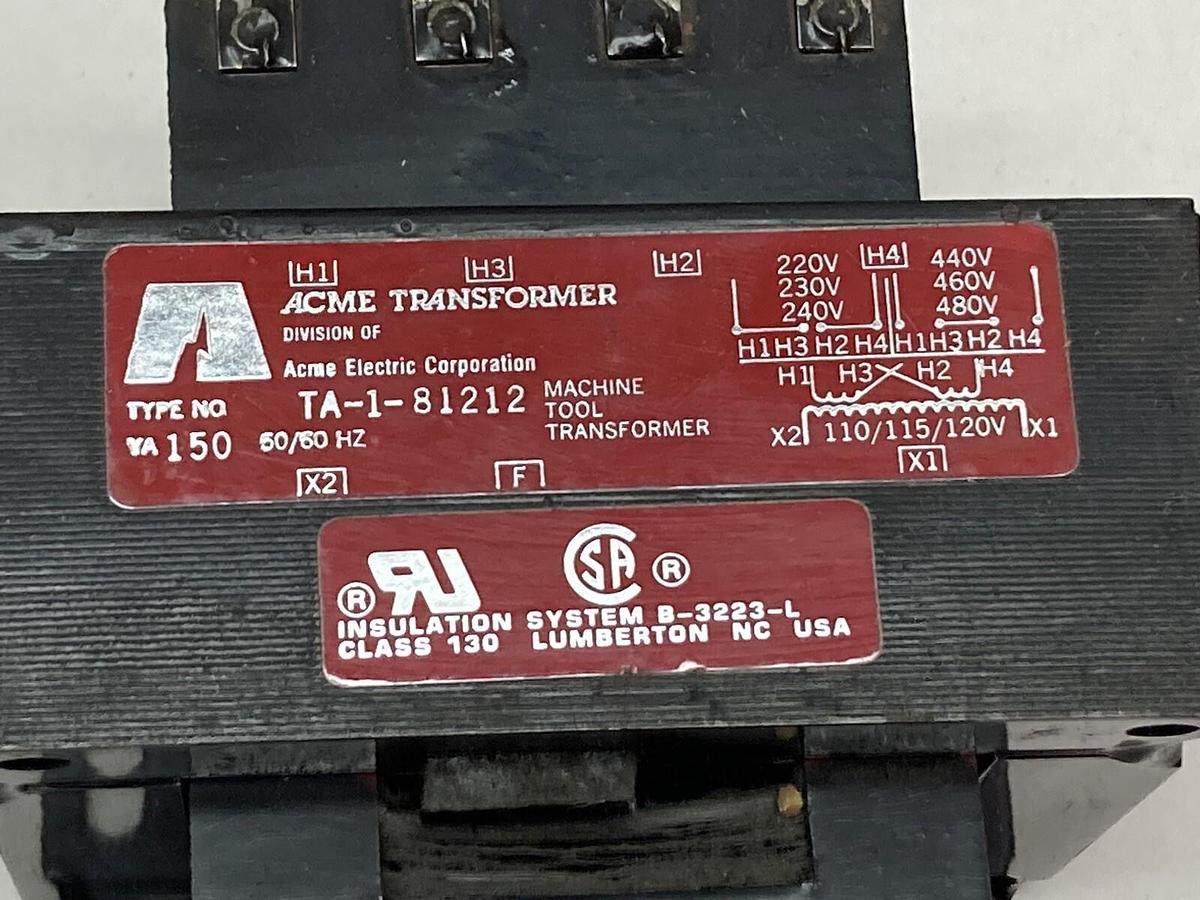 H1 H3 H2 H4
ACME TRANSFORMER
DIVISION OF
Acme Electric Corporation
TYPE NO. TA-1-81212
VA 150 50/60 HZ
MACHINE
TOOL
TRANSFORMER
X2 F X1
220V 440V
230V 460V
240V 480V
H1 H3 H2 H4 H1 H3 H2 H4
H1 H3 H2 H4
X2 110/115/120V X1
® RU CSA ®
INSULATION SYSTEM B-3223-L
CLASS 130 LUMBERTON NC USA